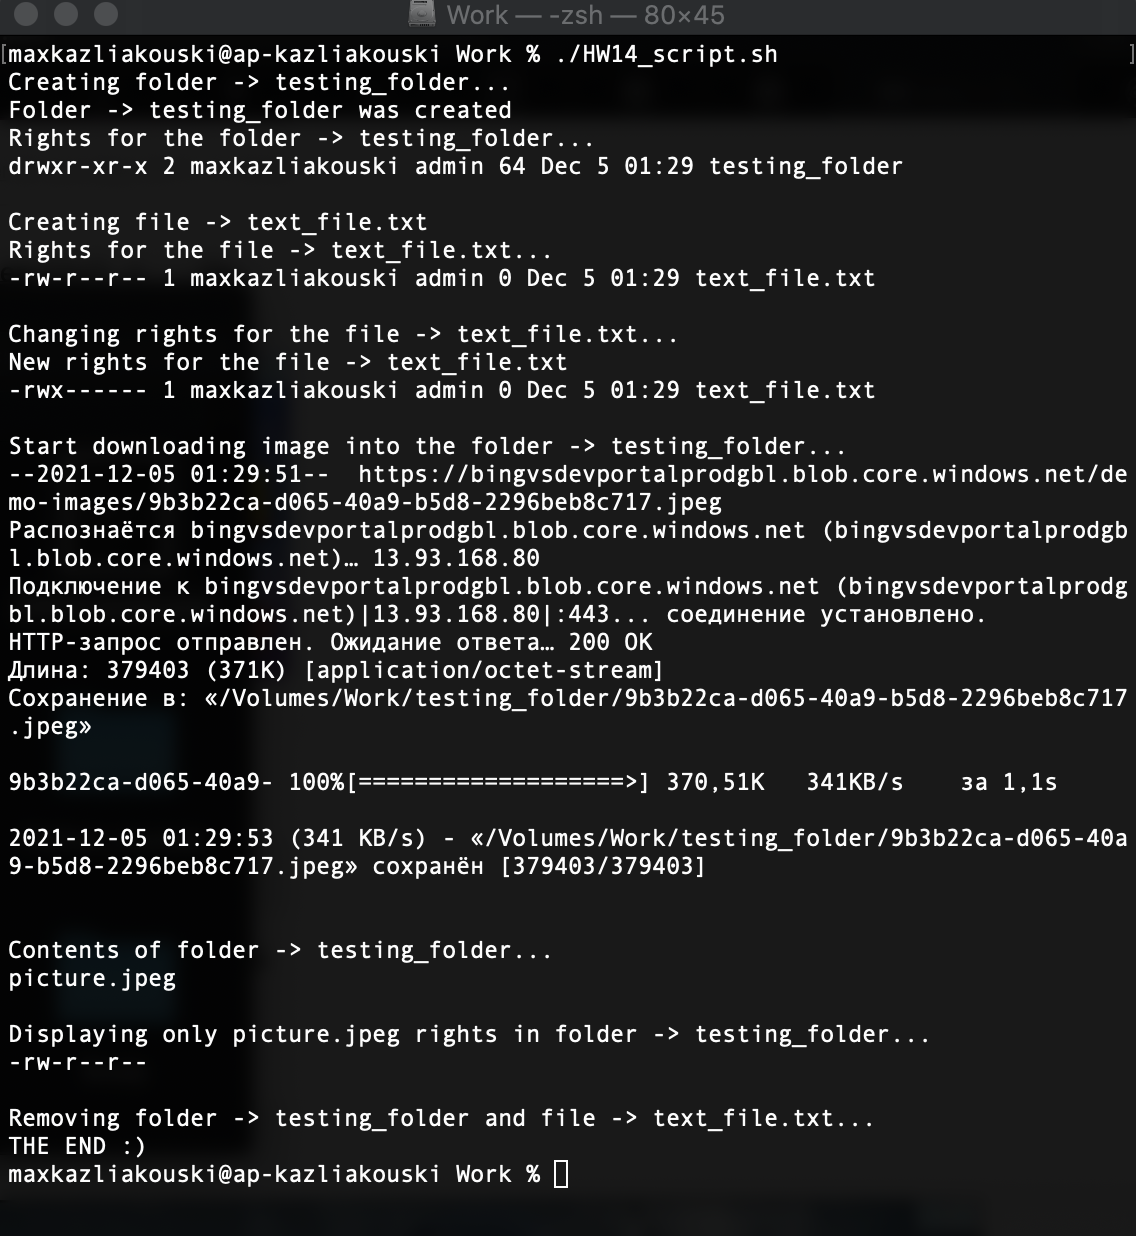 Work — -zsh — 80×45
[maxkazliakouski@ap-kazliakouski Work % ./HW14_script.sh ]
Creating folder -> testing_folder...
Folder -> testing_folder was created
Rights for the folder -> testing_folder...
drwxr-xr-x 2 maxkazliakouski admin 64 Dec 5 01:29 testing_folder
Creating file -> text_file.txt
Rights for the file -> text_file.txt...
-rw-r--r-- 1 maxkazliakouski admin 0 Dec 5 01:29 text_file.txt
Changing rights for the file -> text_file.txt...
New rights for the file -> text_file.txt
-rwx------ 1 maxkazliakouski admin 0 Dec 5 01:29 text_file.txt
Start downloading image into the folder -> testing_folder...
--2021-12-05 01:29:51--  https://bingvsdevportalprodgbl.blob.core.windows.net/de
mo-images/9b3b22ca-d065-40a9-b5d8-2296beb8c717.jpeg
Распознаётся bingvsdevportalprodgbl.blob.core.windows.net (bingvsdevportalprodgb
l.blob.core.windows.net)… 13.93.168.80
Подключение к bingvsdevportalprodgbl.blob.core.windows.net (bingvsdevportalprodg
bl.blob.core.windows.net)|13.93.168.80|:443... соединение установлено.
HTTP-запрос отправлен. Ожидание ответа… 200 OK
Длина: 379403 (371K) [application/octet-stream]
Сохранение в: «/Volumes/Work/testing_folder/9b3b22ca-d065-40a9-b5d8-2296beb8c717
.jpeg»
9b3b22ca-d065-40a9- 100%[===================>] 370,51K   341KB/s    за 1,1s
2021-12-05 01:29:53 (341 KB/s) - «/Volumes/Work/testing_folder/9b3b22ca-d065-40a
9-b5d8-2296beb8c717.jpeg» сохранён [379403/379403]
Contents of folder -> testing_folder...
picture.jpeg
Displaying only picture.jpeg rights in folder -> testing_folder...
-rw-r--r--
Removing folder -> testing_folder and file -> text_file.txt...
THE END :)
maxkazliakouski@ap-kazliakouski Work %